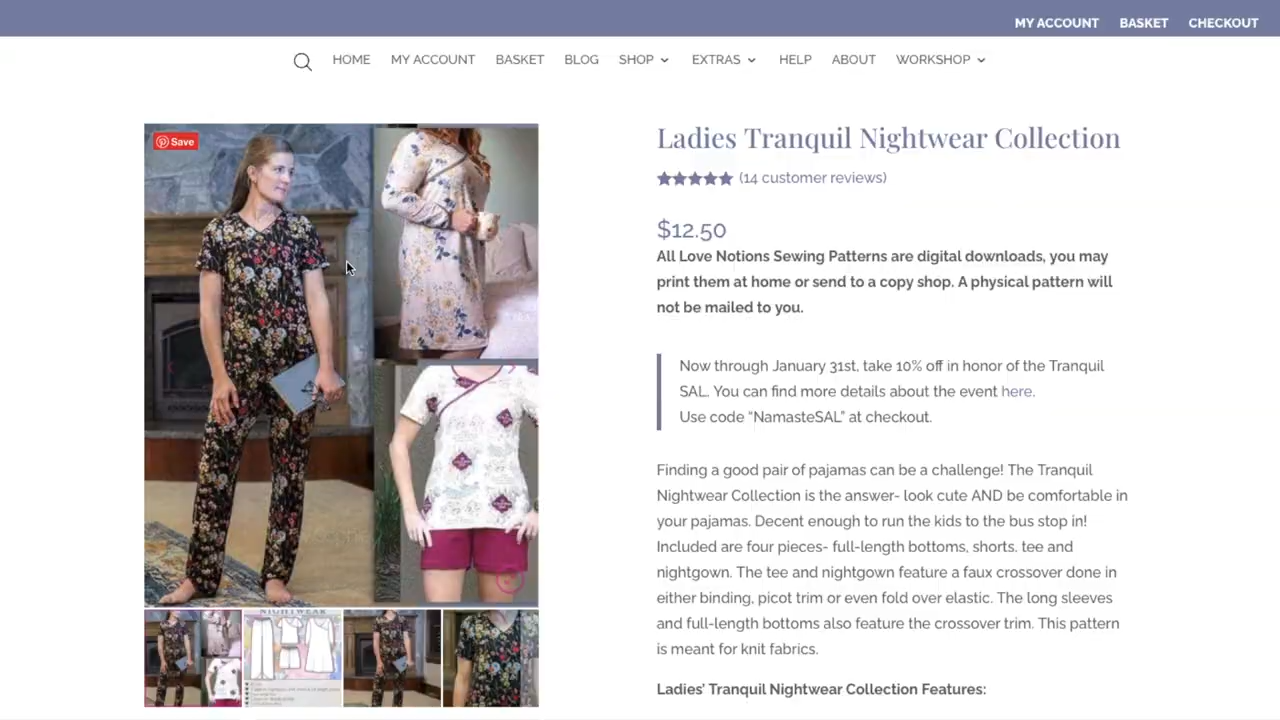 MY ACCOUNT BASKET CHECKOUT
HOME MY ACCOUNT BASKET BLOG SHOP EXTRAS HELP ABOUT WORKSHOP
Save
Ladies Tranquil Nightwear Collection
(14 customer reviews)
$12.50
All Love Notions Sewing Patterns are digital downloads, you may
print them at home or send to a copy shop. A physical pattern will
not be mailed to you.
Now through January 31st, take 10% off in honor of the Tranquil
SAL. You can find more details about the event here.
Use code “NamasteSAL” at checkout.
Finding a good pair of pajamas can be a challenge! The Tranquil
Nightwear Collection is the answer- look cute AND be comfortable in
your pajamas. Decent enough to run the kids to the bus stop in!
Included are four pieces- full-length bottoms, shorts. tee and
nightgown. The tee and nightgown feature a faux crossover done in
either binding, picot trim or even fold over elastic. The long sleeves
and full-length bottoms also feature the crossover trim. This pattern
is meant for knit fabrics.
NIGHTWEAR
Ladies’ Tranquil Nightwear Collection Features: